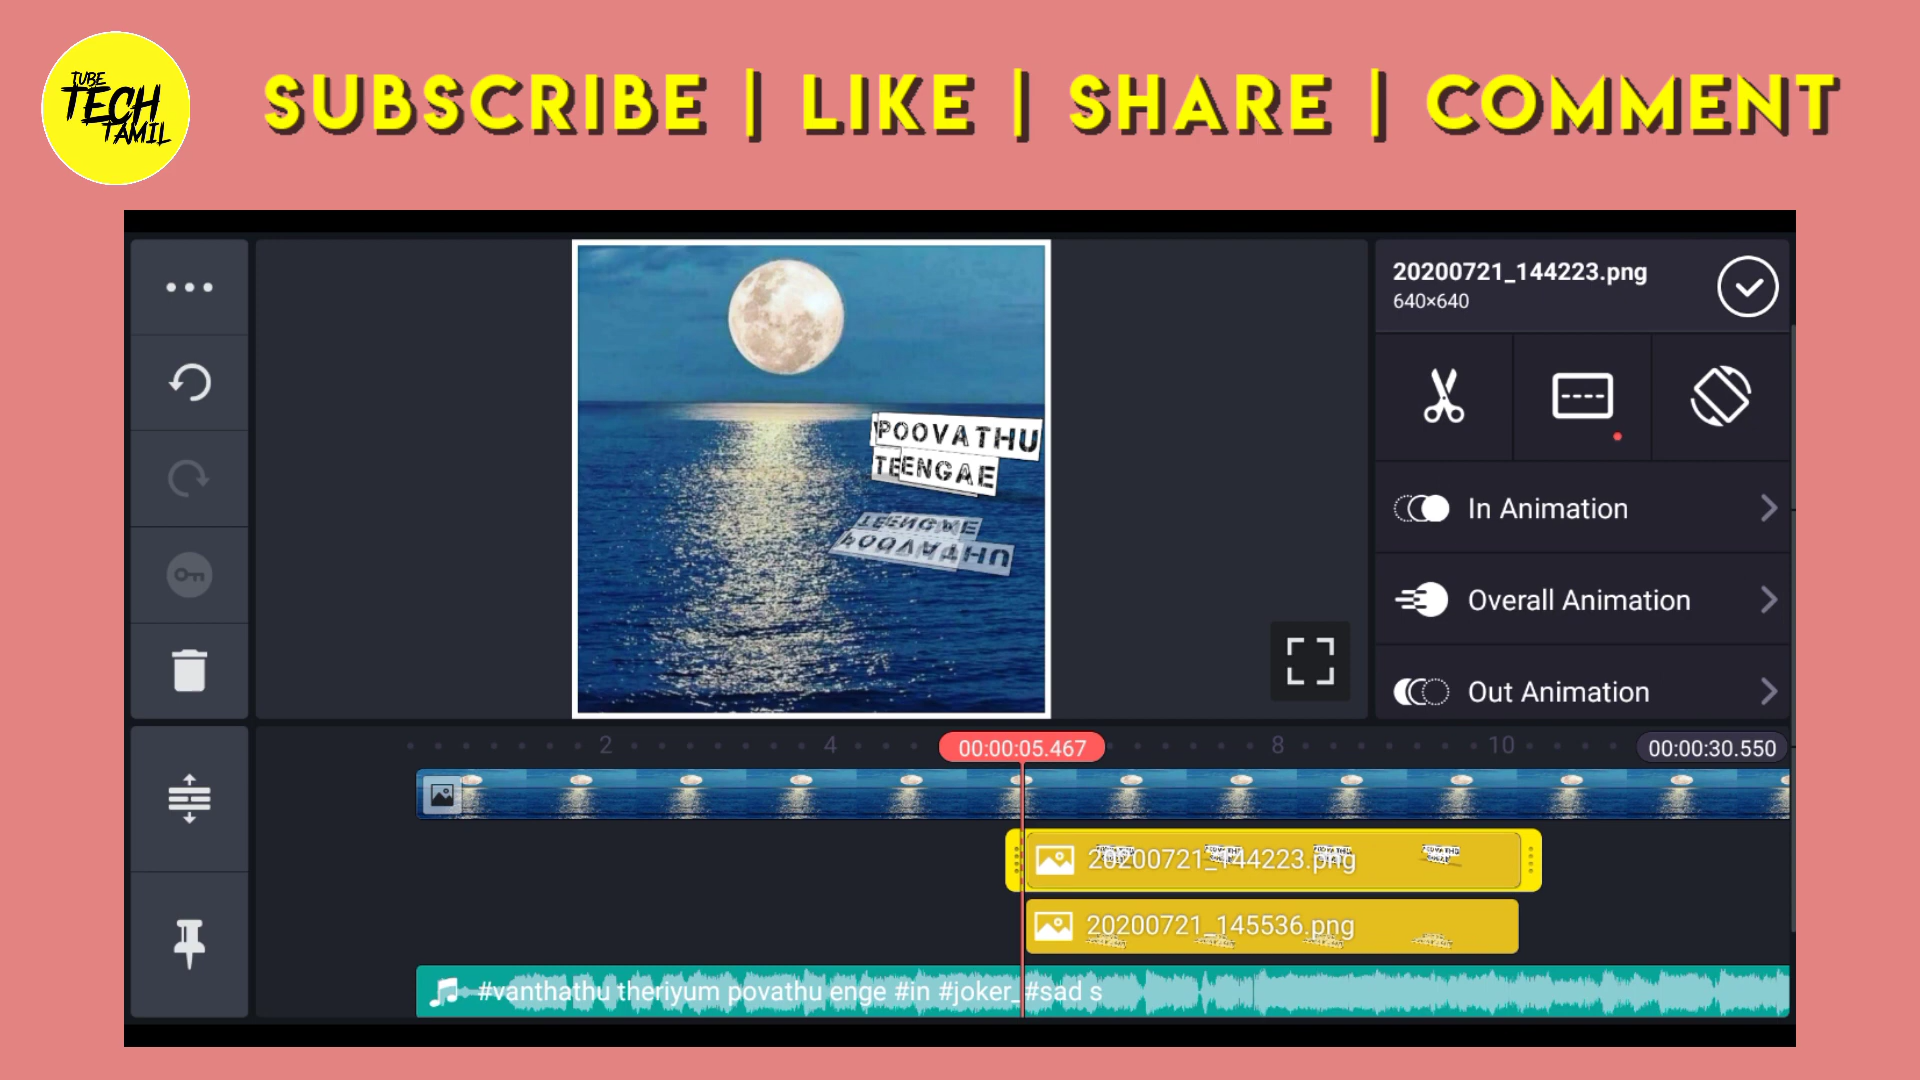 TUBE
TECH
TAMIL
SUBSCRIBE | LIKE | SHARE | COMMENT
20200721_144223.png
640×640
POOVATHU
TEENGAE
TEENGAE
POOVATHU
In Animation
Overall Animation
Out Animation
2
4
00:00:05.467
8
10
00:00:30.550
20200721_144223.png
20200721_145536.png
#vanthathu theriyum povathu enge #in #joker_#sad s